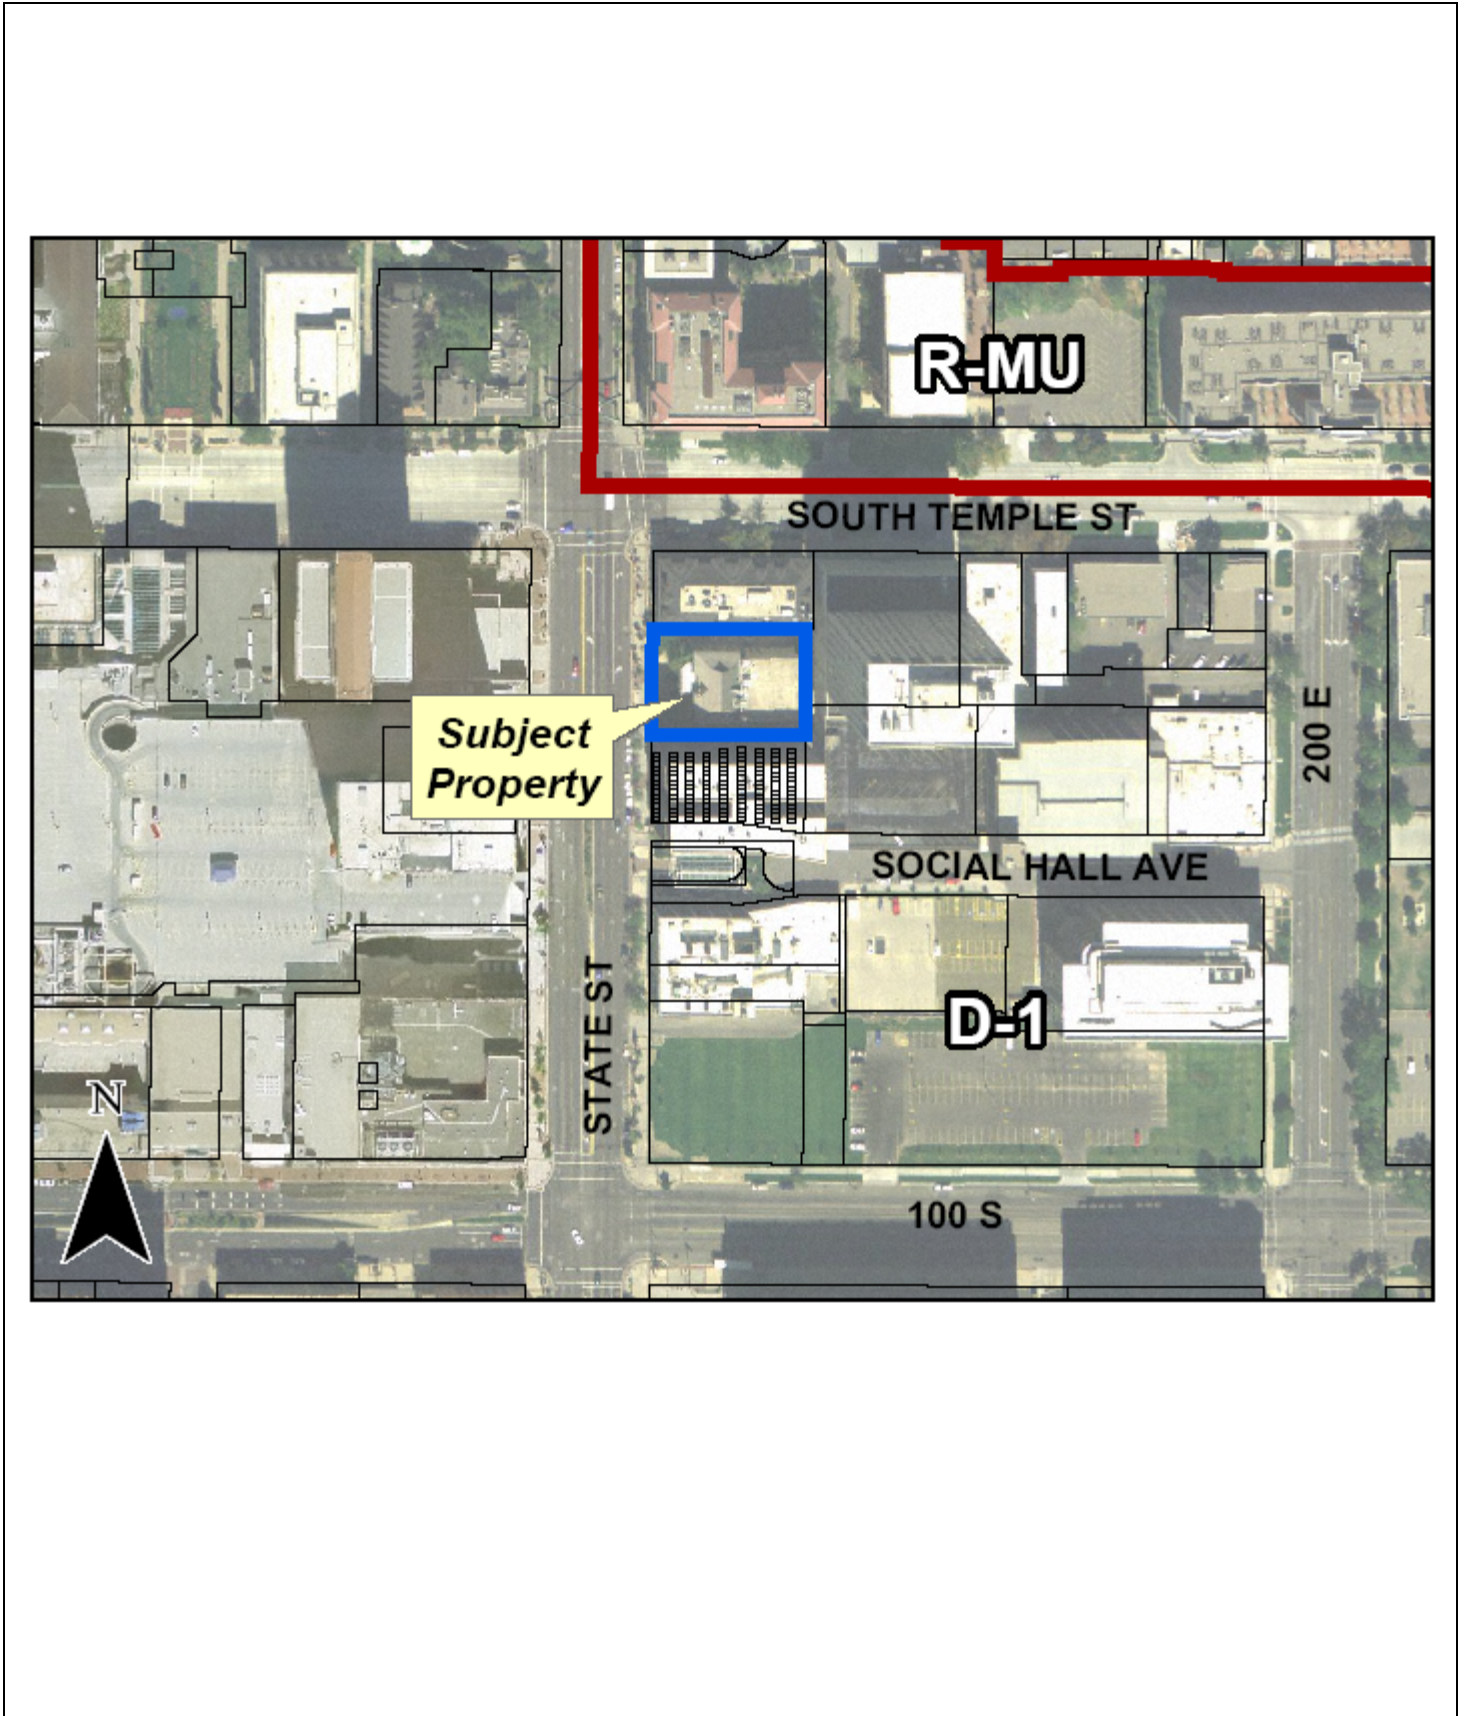 R-MU
SOUTH TEMPLE ST
Subject
Property
200 E
SOCIAL HALL AVE
STATE ST
D-1
N
100 S